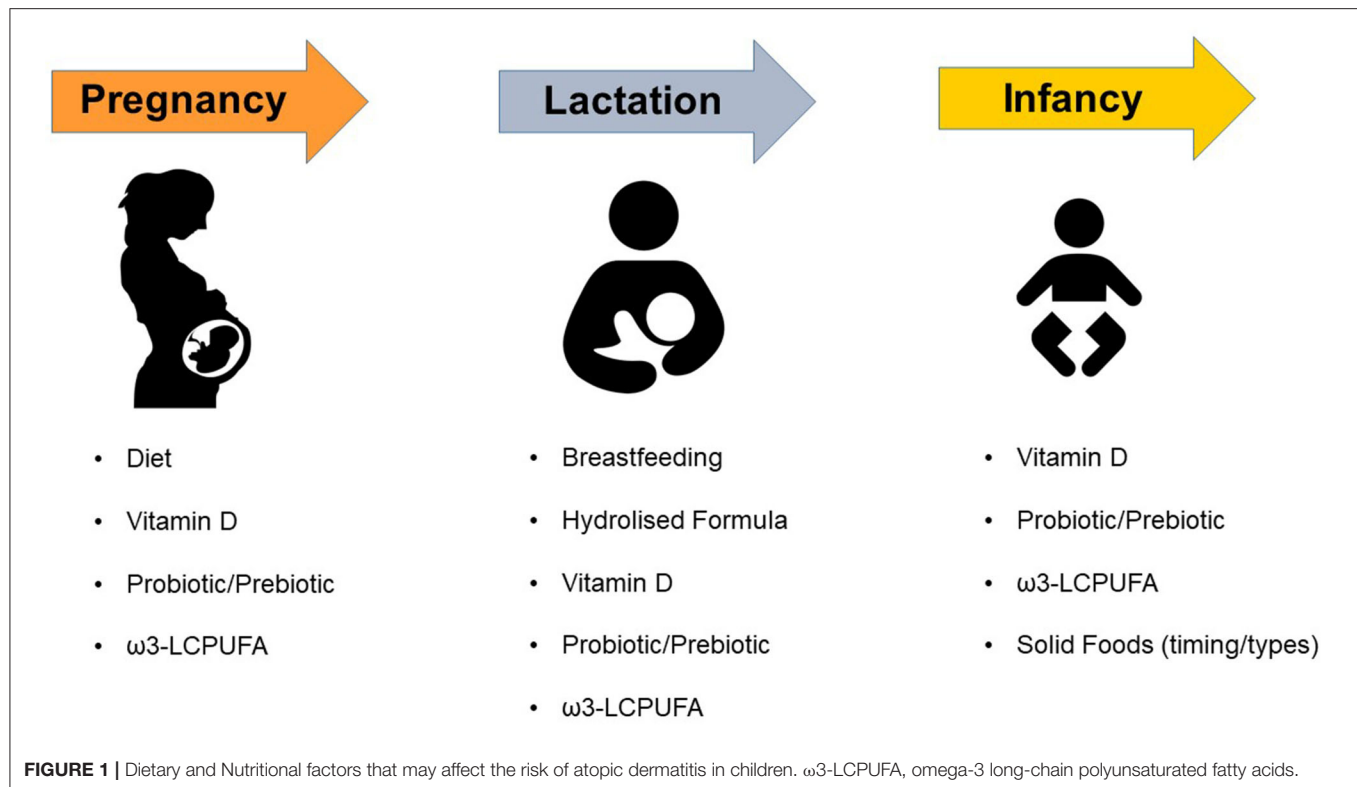 Pregnancy
Lactation
Infancy
• Diet
• Vitamin D
• Probiotic/Prebiotic
• ω3-LCPUFA
• Breastfeeding
• Hydrolised Formula
• Vitamin D
• Probiotic/Prebiotic
• ω3-LCPUFA
• Vitamin D
• Probiotic/Prebiotic
• ω3-LCPUFA
• Solid Foods (timing/types)
FIGURE 1 | Dietary and Nutritional factors that may affect the risk of atopic dermatitis in children. ω3-LCPUFA, omega-3 long-chain polyunsaturated fatty acids.